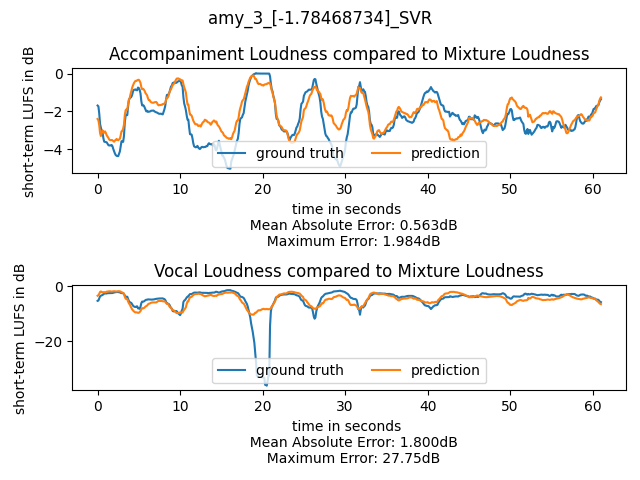 amy_3_[-1.78468734]_SVR
Accompaniment Loudness compared to Mixture Loudness
short-term LUFS in dB
0
−2
−4
ground truth prediction
0 10 20 30 40 50 60
time in seconds
Mean Absolute Error: 0.563dB
Maximum Error: 1.984dB
Vocal Loudness compared to Mixture Loudness
short-term LUFS in dB
0
−20
ground truth prediction
0 10 20 30 40 50 60
time in seconds
Mean Absolute Error: 1.800dB
Maximum Error: 27.75dB